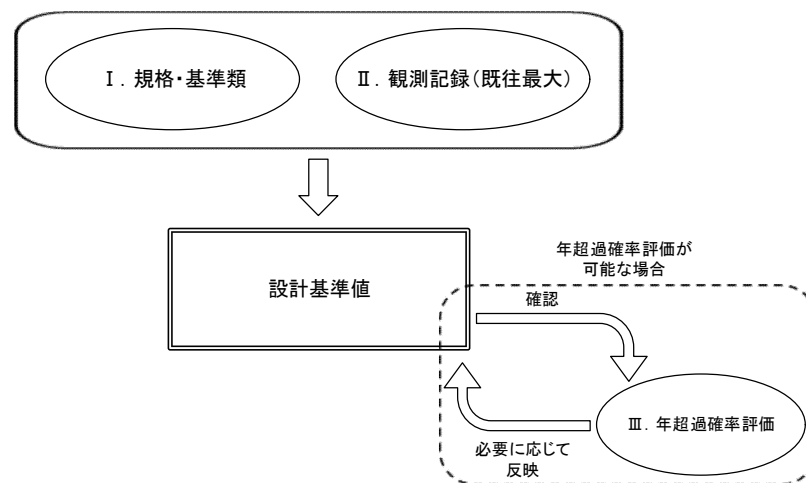 Ⅰ．規格・基準類
Ⅱ．観測記録(既往最大)
設計基準値
年超過確率評価が
可能な場合
確認
Ⅲ．年超過確率評価
必要に応じて
反映